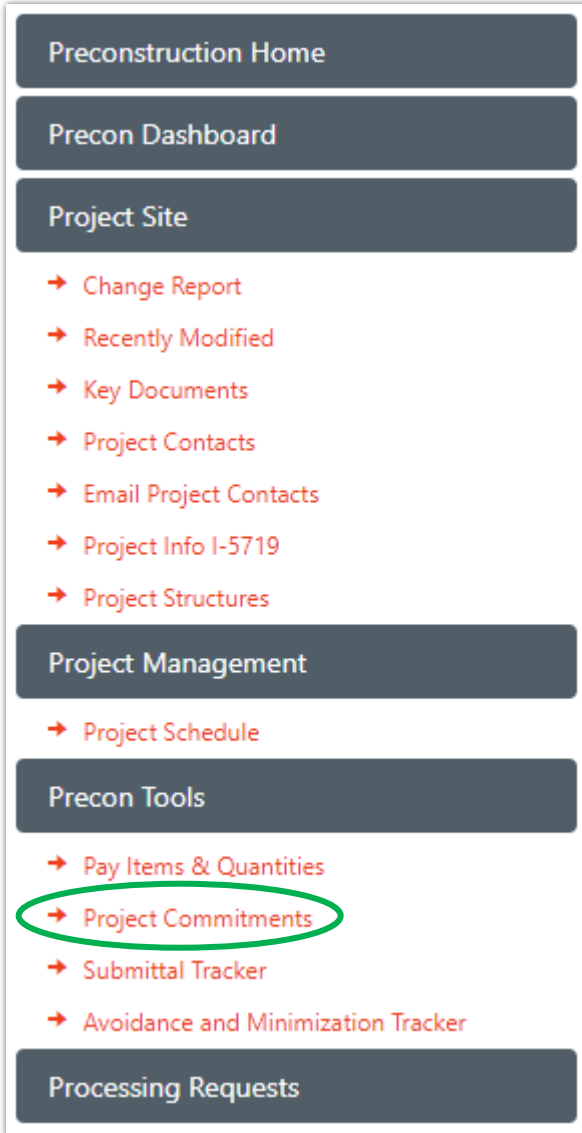 Preconstruction Home
Precon Dashboard
Project Site
Change Report
Recently Modified
Key Documents
Project Contacts
Email Project Contacts
Project Info I-5719
Project Structures
Project Management
Project Schedule
Precon Tools
Pay Items & Quantities
Project Commitments
Submittal Tracker
Avoidance and Minimization Tracker
Processing Requests